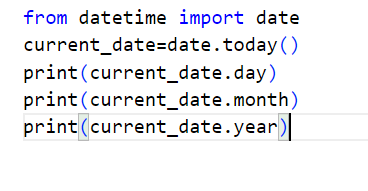 from datetime import date
current_date=date.today()
print(current_date.day)
print(current_date.month)
print(current_date.year)